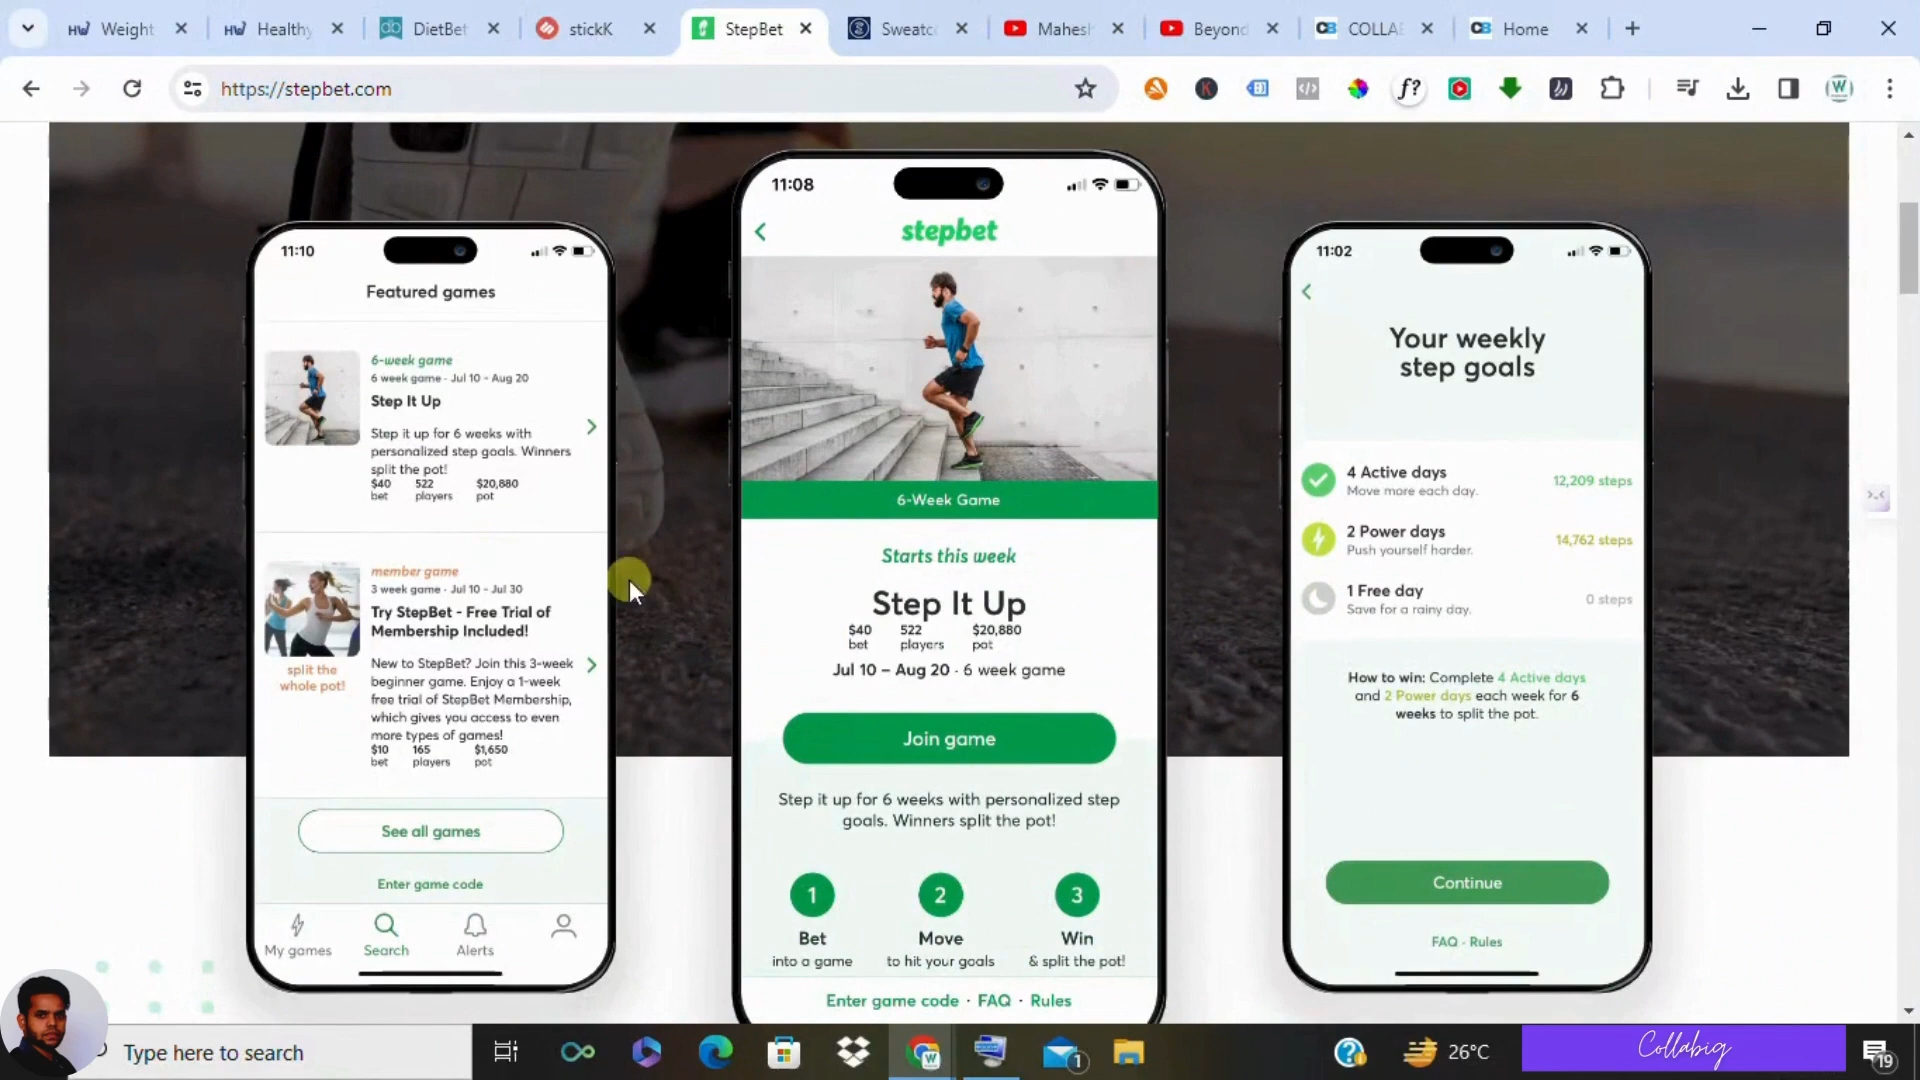 Weight
Healthy
DietBet
stickK
StepBet
Sweatc
Mahesh
Beyond
COLLA
Home
https://stepbet.com
11:10
Featured games
6-week game
6 week game · Jul 10 - Aug 20
Step It Up
Step it up for 6 weeks with
personalized step goals. Winners
split the pot!
$40 522 $20,880
bet players pot
member game
3 week game · Jul 10 - Jul 30
Try StepBet - Free Trial of
Membership Included!
split the
whole pot!
New to StepBet? Join this 3-week
beginner game. Enjoy a 1-week
free trial of StepBet Membership,
which gives you access to even
more types of games!
$10 165 $1,650
bet players pot
See all games
Enter game code
My games Search Alerts
11:08
stepbet
6-Week Game
Starts this week
Step It Up
$40 522 $20,880
bet players pot
Jul 10 – Aug 20 · 6 week game
Join game
Step it up for 6 weeks with personalized step
goals. Winners split the pot!
1 2 3
Bet Move Win
into a game to hit your goals & split the pot!
Enter game code · FAQ · Rules
11:02
Your weekly
step goals
4 Active days 12,209 steps
Move more each day.
2 Power days 14,762 steps
Push yourself harder.
1 Free day 0 steps
Save for a rainy day.
How to win: Complete 4 Active days
and 2 Power days each week for 6
weeks to split the pot.
Continue
FAQ · Rules
Type here to search
1
26°C
Collabig
19